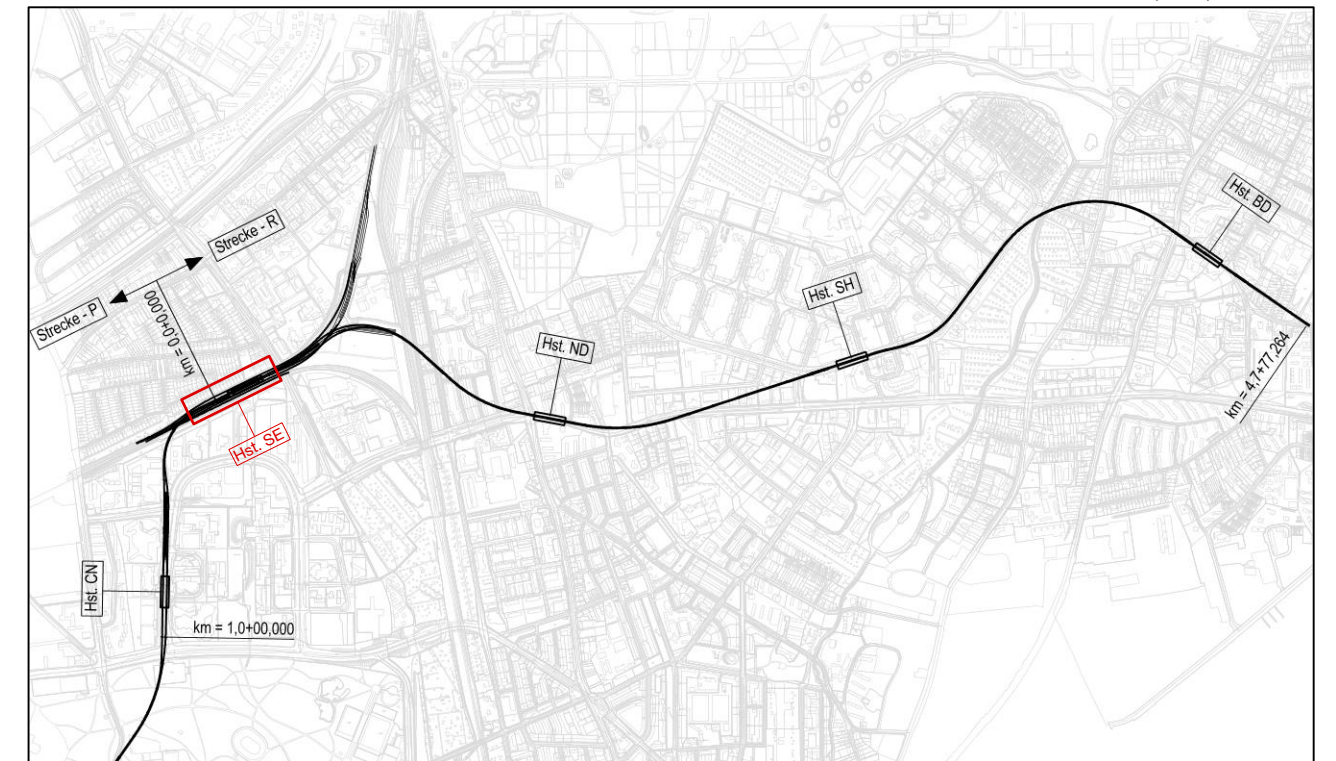 Hst. BD
Strecke - R
Strecke - P
km = 0,0+0,000
Hst. SH
Hst. ND
km = 4,7+77,264
Hst. SE
Hst. CN
km = 1,0+00,000